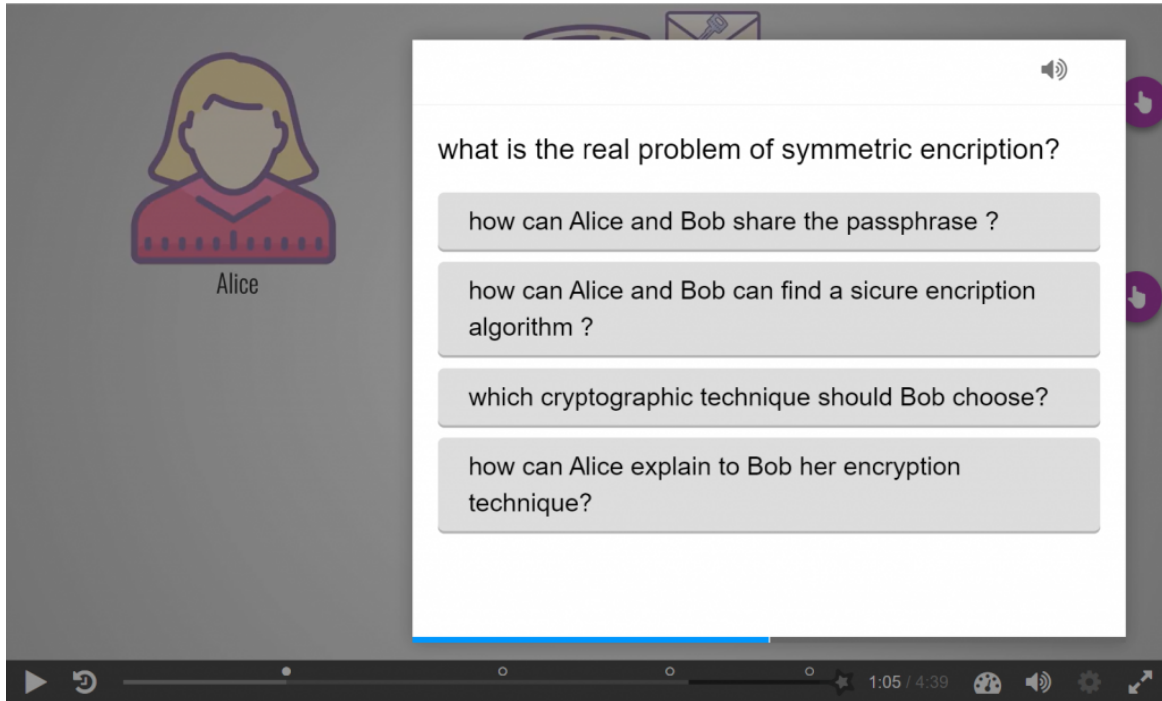 Alice
what is the real problem of symmetric encription?
how can Alice and Bob share the passphrase ?
how can Alice and Bob can find a sicure encription
algorithm ?
which cryptographic technique should Bob choose?
how can Alice explain to Bob her encryption
technique?
1:05 / 4:39